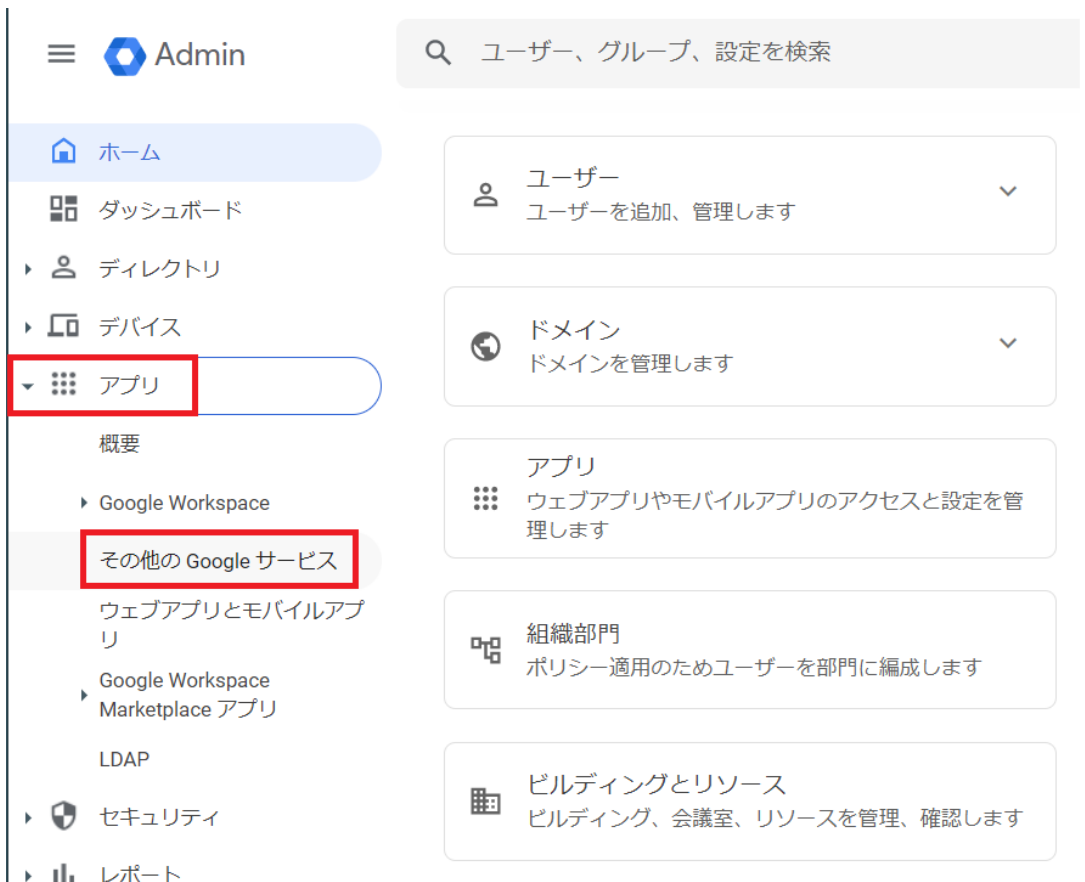 Admin
ユーザー、グループ、設定を検索
ホーム
ダッシュボード
ディレクトリ
デバイス
アプリ
概要
Google Workspace
その他の Google サービス
ウェブアプリとモバイルアプ
リ
Google Workspace
Marketplace アプリ
LDAP
セキュリティ
レポート
ユーザー
ユーザーを追加、管理します
ドメイン
ドメインを管理します
アプリ
ウェブアプリやモバイルアプリのアクセスと設定を管
理します
組織部門
ポリシー適用のためユーザーを部門に編成します
ビルディングとリソース
ビルディング、会議室、リソースを管理、確認します